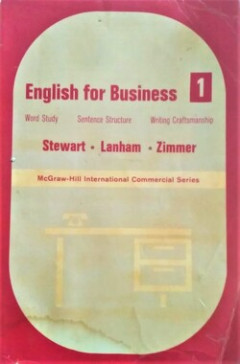 English for Business 1
Word Study Sentence Structure Writing Craftsmanship
Stewart • Lanham • Zimmer
McGraw-Hill International Commercial Series